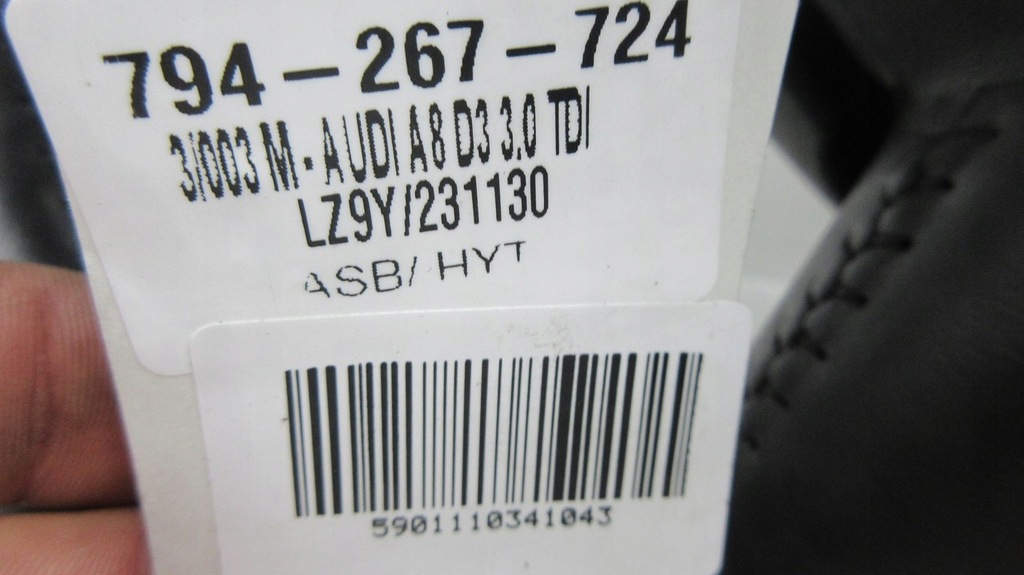 794-267-724
3/003 M-AUDI A8 D3 3.0 TDI
LZ9Y/231130
ASB/ HYT
5901110341043